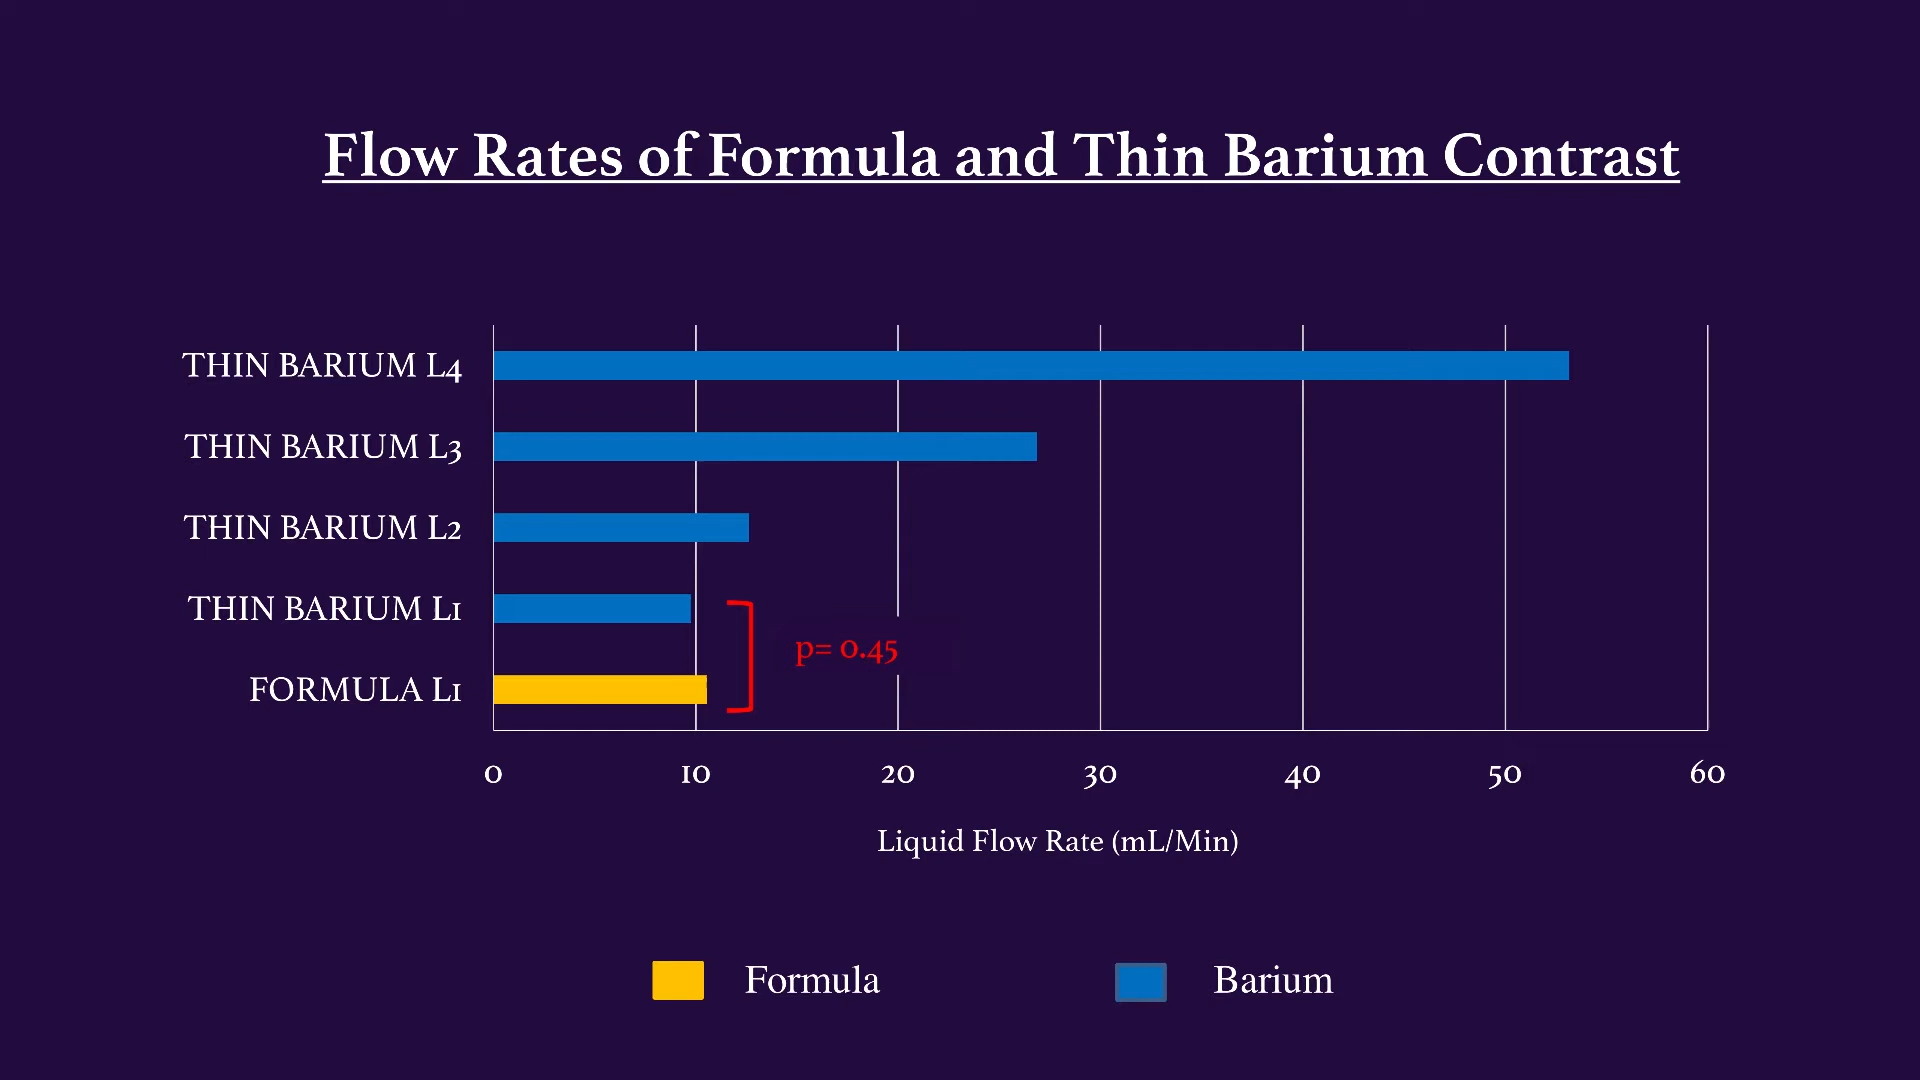 Flow Rates of Formula and Thin Barium Contrast
THIN BARIUM L4
THIN BARIUM L3
THIN BARIUM L2
THIN BARIUM L1
p= 0.45
FORMULA L1
0 10 20 30 40 50 60
Liquid Flow Rate (mL/Min)
Formula Barium